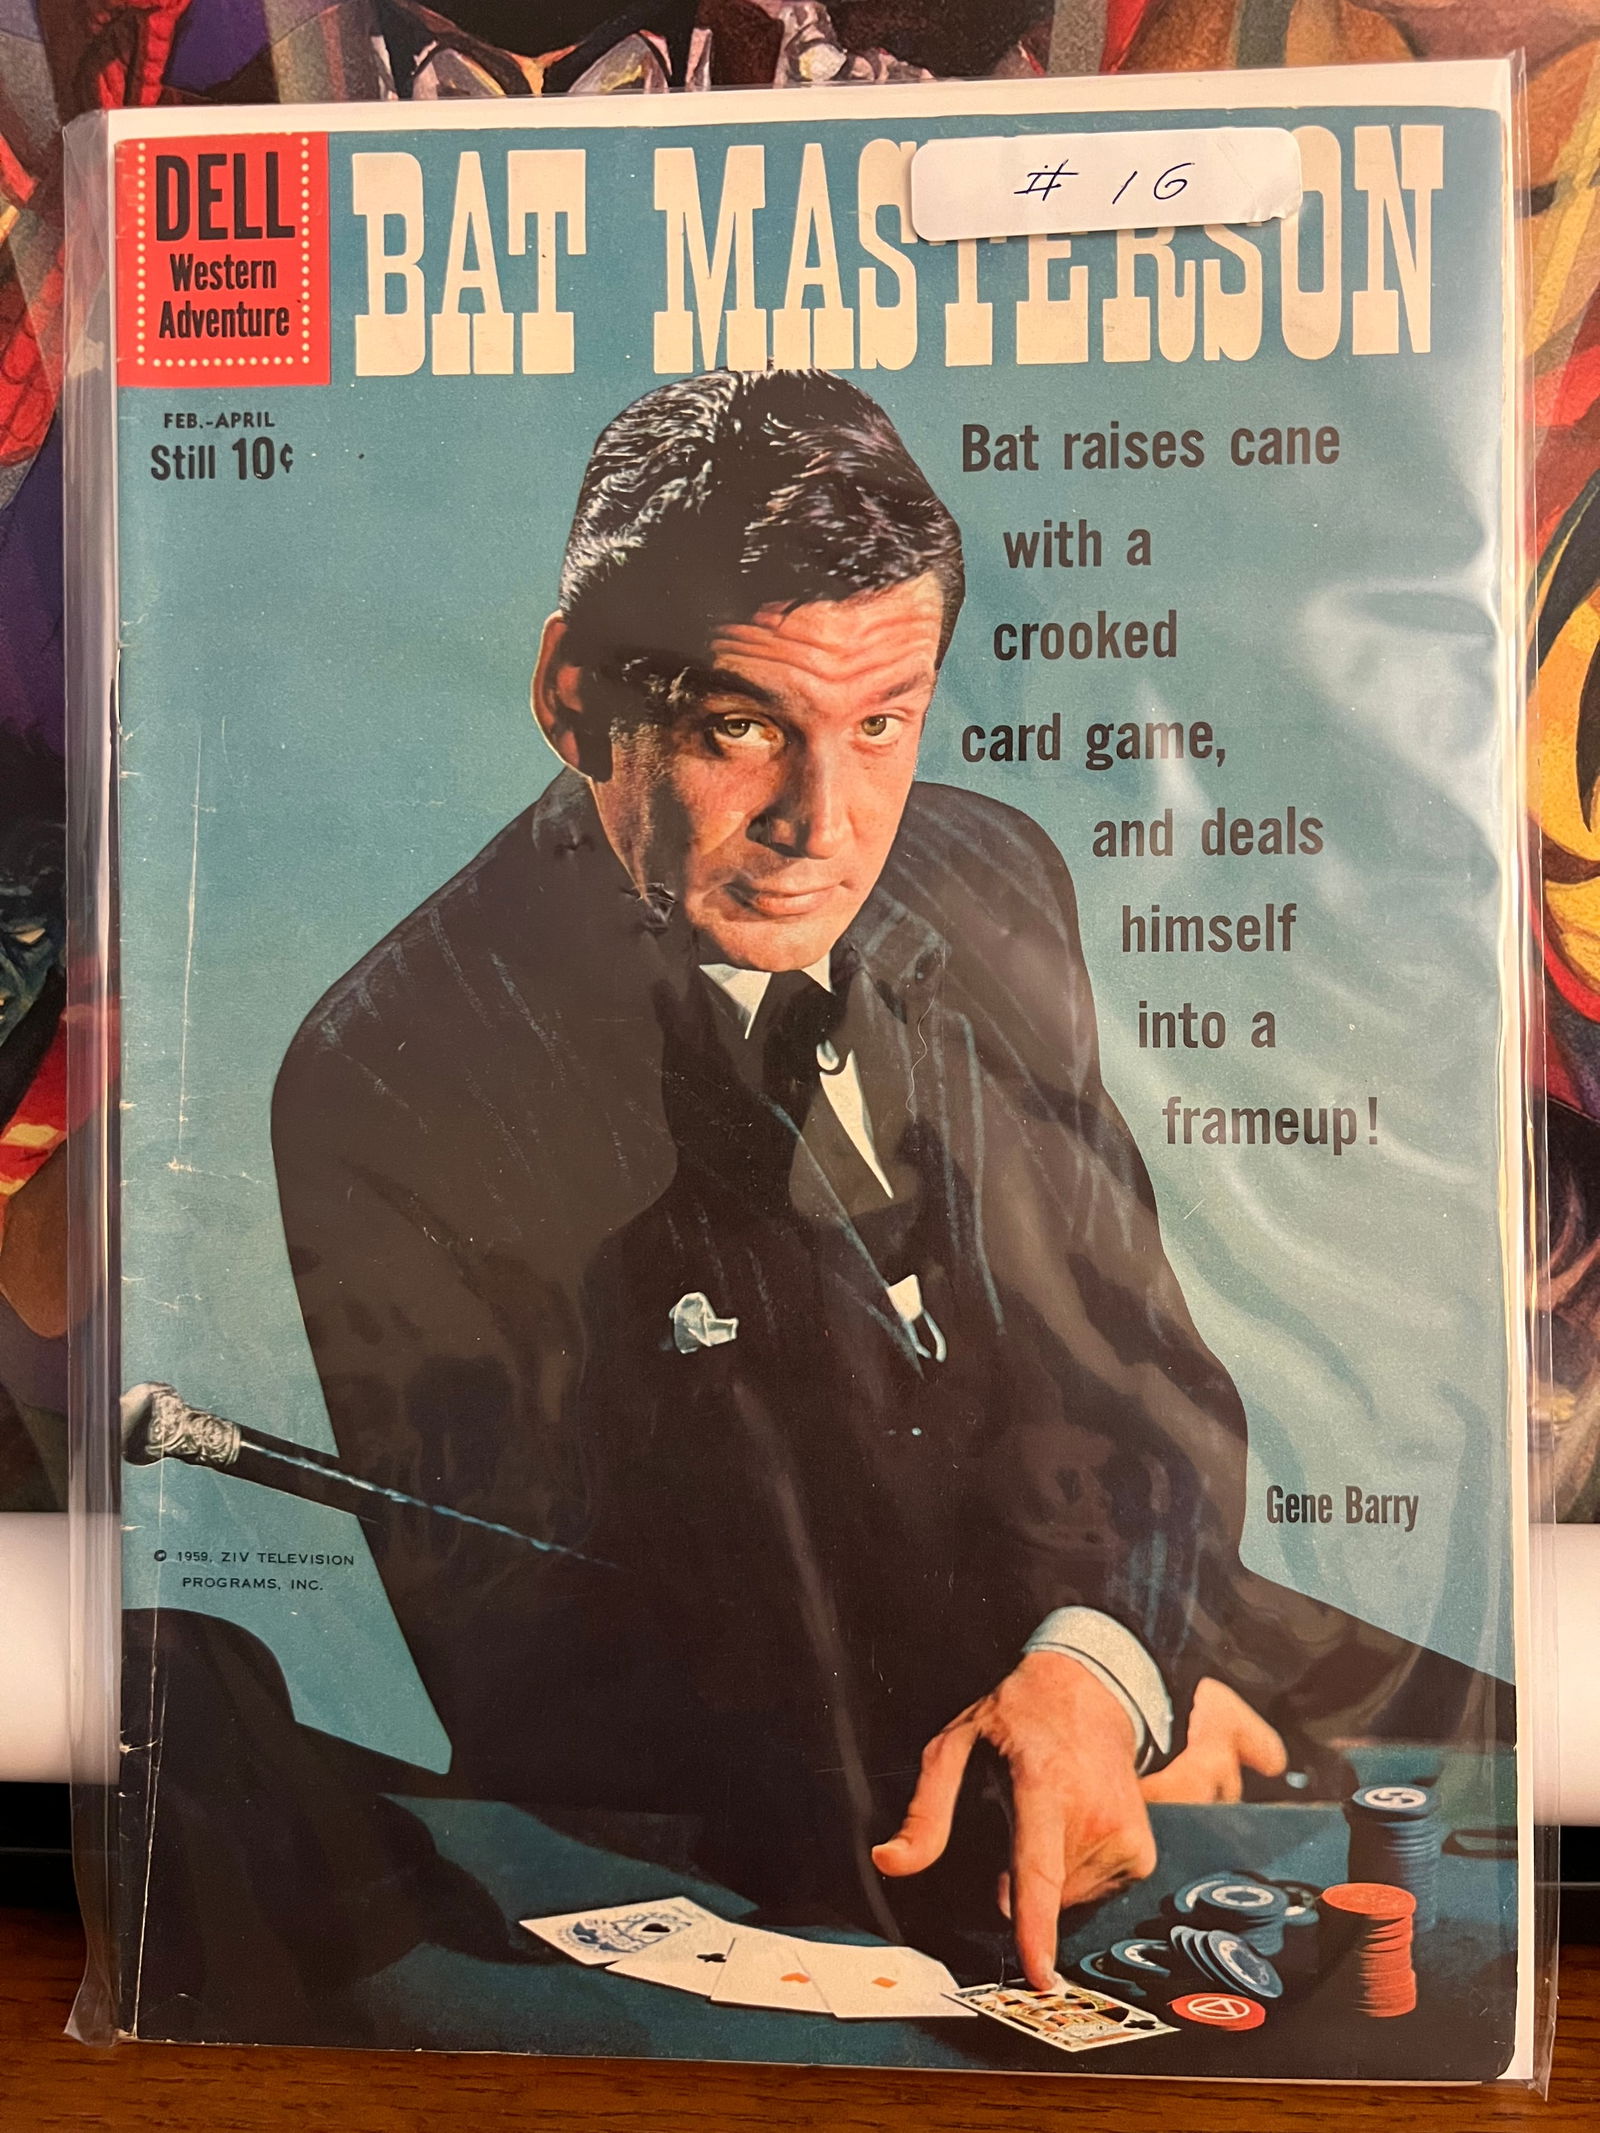 DELL
Western
Adventure
BAT MASTERSON
# 16
FEB.-APRIL
Still 10¢
Bat raises cane
with a
crooked
card game,
and deals
himself
into a
frameup!
Gene Barry
© 1959, ZIV TELEVISION
PROGRAMS, INC.